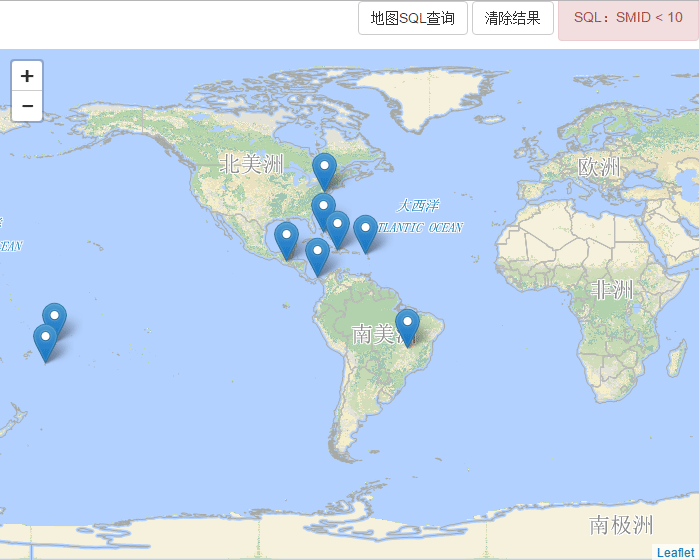 地图SQL查询
清除结果
SQL：SMID < 10
+
−
北美洲
欧洲
大西洋
TLANTIC OCEAN
EAN
非洲
南美洲
南极洲
Leaflet